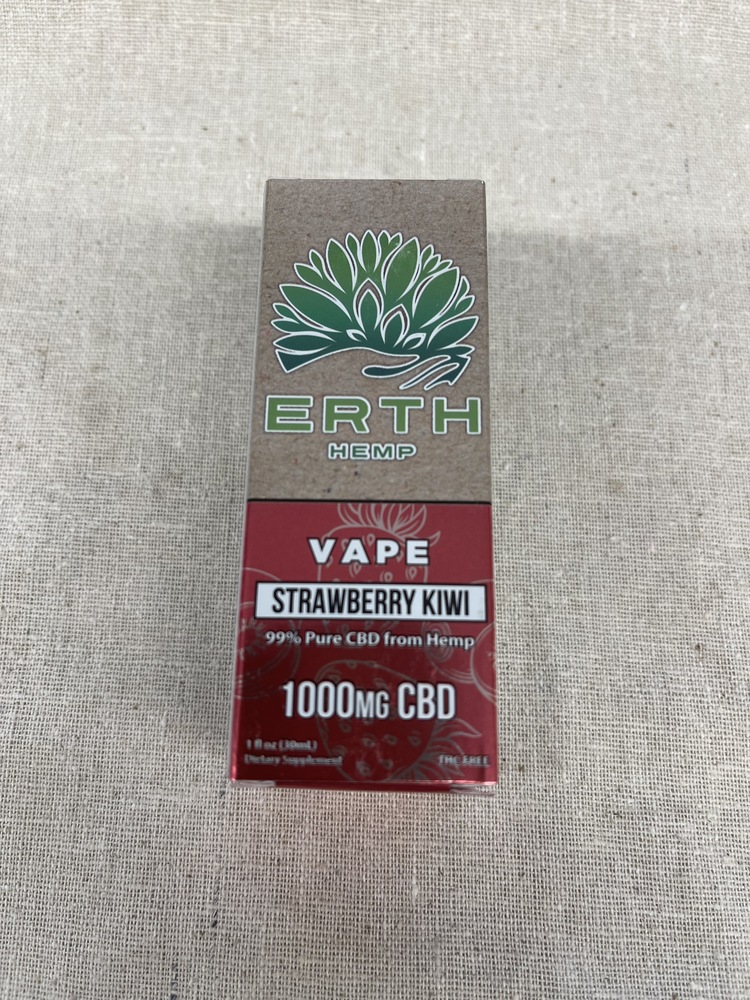 ERTH
HEMP
VAPE
STRAWBERRY KIWI
99% Pure CBD from Hemp
1000MG CBD
1 fl oz (30mL)
Dietary Supplement
THC FREE